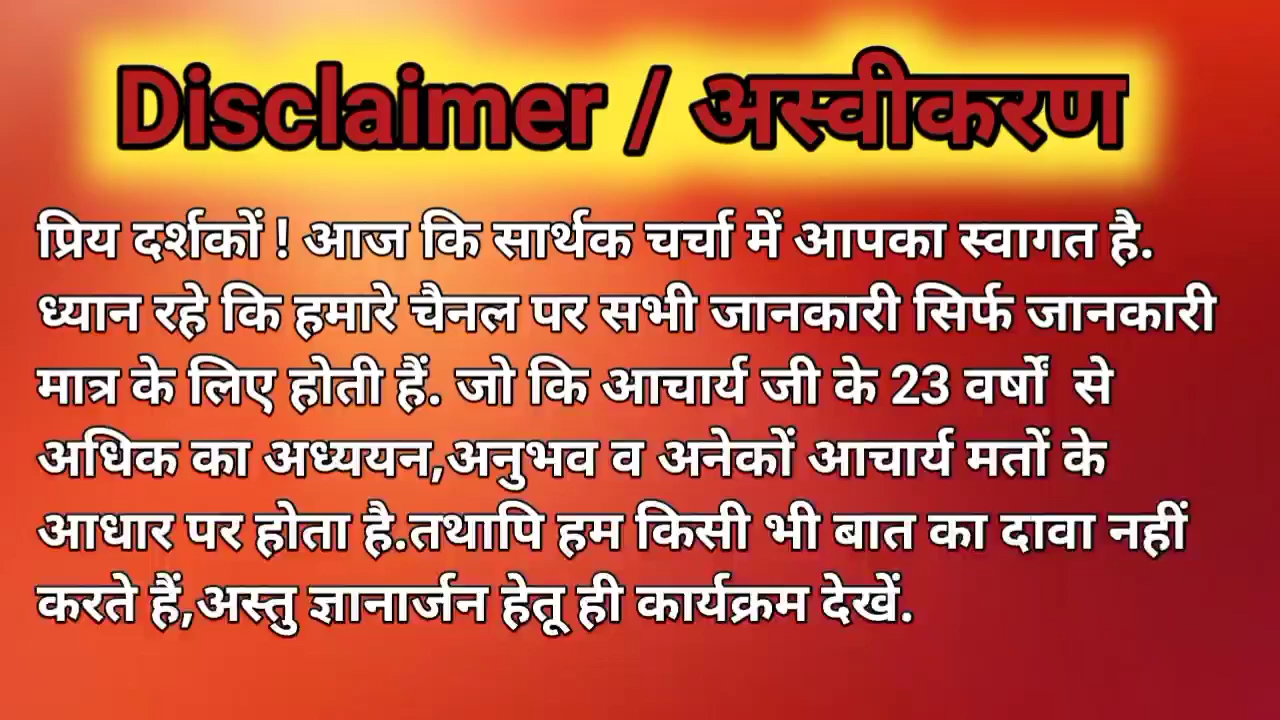 Disclaimer / अस्वीकरण
प्रिय दर्शकों ! आज कि सार्थक चर्चा में आपका स्वागत है.
ध्यान रहे कि हमारे चैनल पर सभी जानकारी सिर्फ जानकारी
मात्र के लिए होती हैं. जो कि आचार्य जी के 23 वर्षों से
अधिक का अध्ययन,अनुभव व अनेकों आचार्य मतों के
आधार पर होता है.तथापि हम किसी भी बात का दावा नहीं
करते हैं,अस्तु ज्ञानार्जन हेतू ही कार्यक्रम देखें.